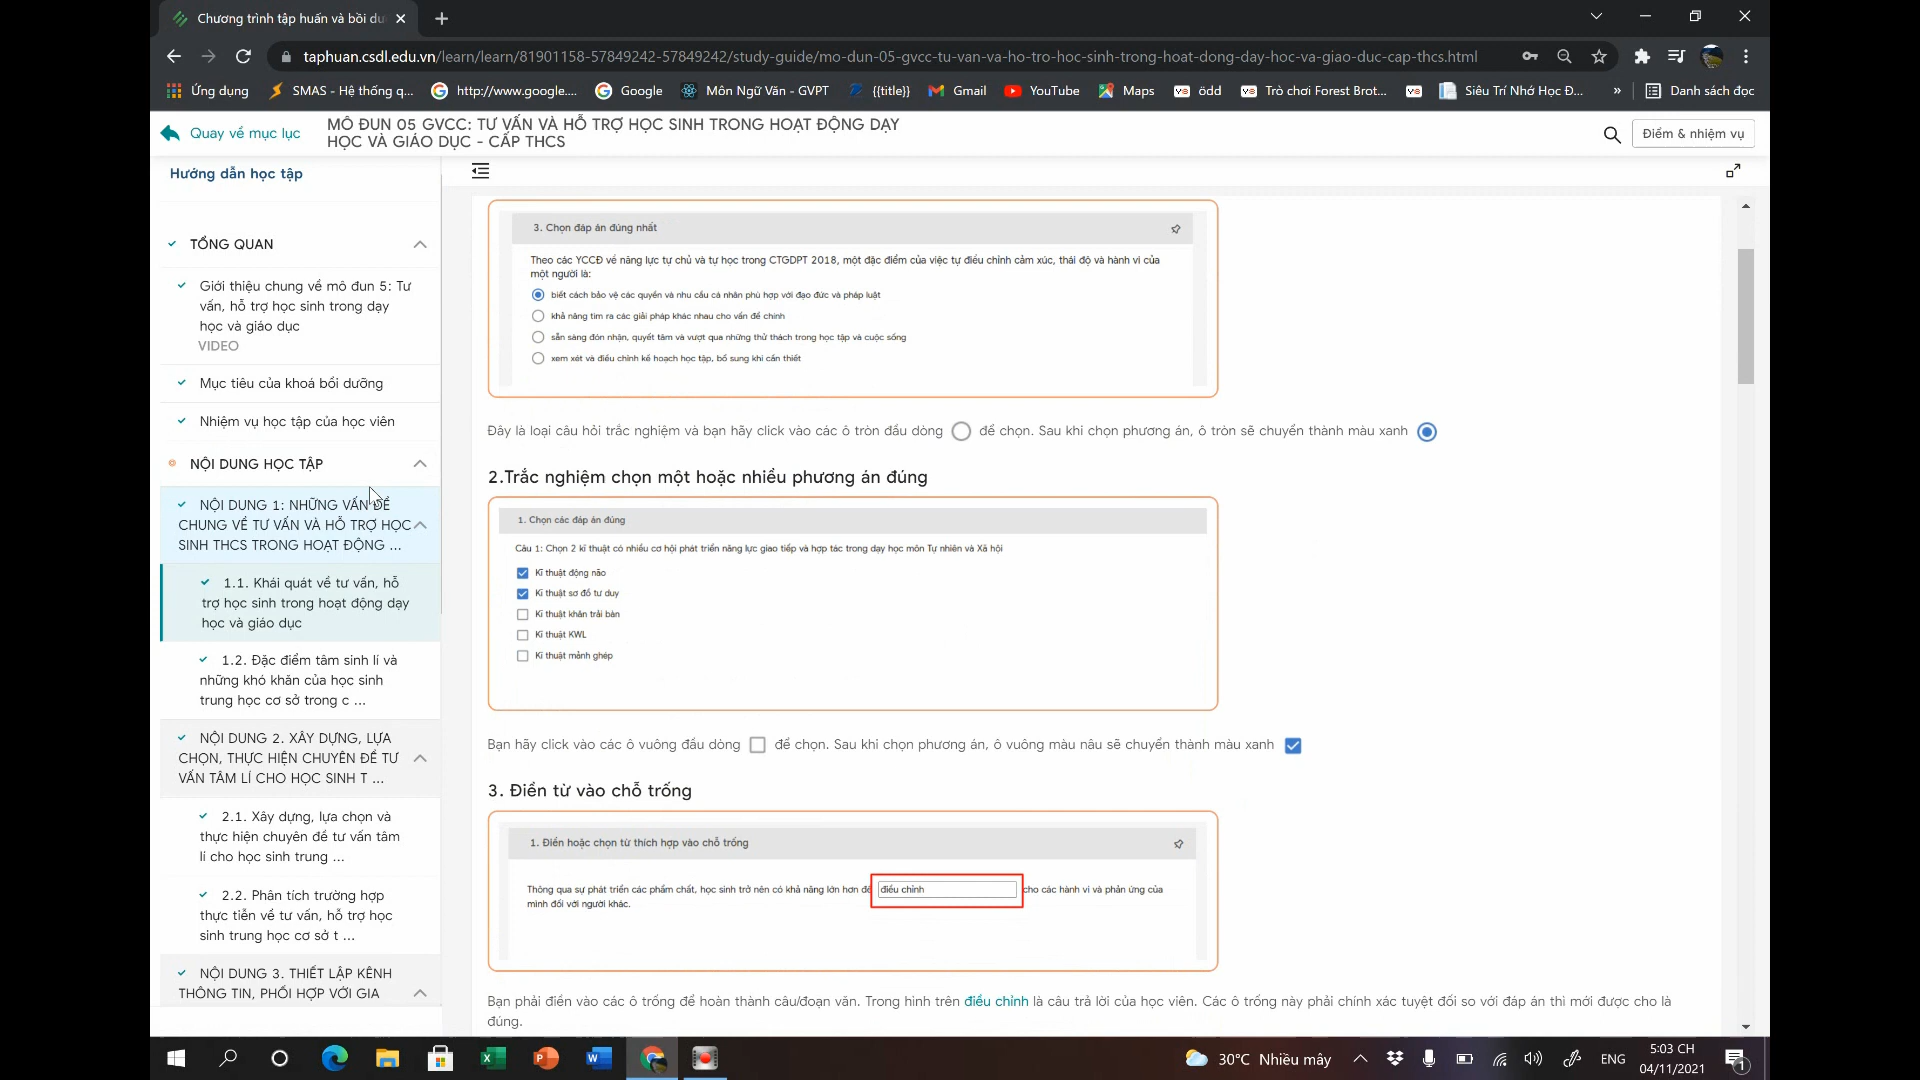 Chương trình tập huấn và bồi dư
taphuan.csdl.edu.vn/learn/learn/81901158-57849242-57849242/study-guide/mo-dun-05-gvcc-tu-van-va-ho-tro-hoc-sinh-trong-hoat-dong-day-hoc-va-giao-duc-cap-thcs.html
Ứng dụng SMAS - Hệ thống q... http://www.google.... Google Môn Ngữ Văn - GVPT {{title}} Gmail YouTube Maps ödd Trò chơi Forest Brot... Siêu Trí Nhớ Học Đ... » Danh sách đọc
Quay về mục lục
MÔ ĐUN 05 GVCC: TƯ VẤN VÀ HỖ TRỢ HỌC SINH TRONG HOẠT ĐỘNG DẠY
HỌC VÀ GIÁO DỤC - CẤP THCS
Điểm & nhiệm vụ
Hướng dẫn học tập
TỔNG QUAN
Giới thiệu chung về mô đun 5: Tư
vấn, hỗ trợ học sinh trong dạy
học và giáo dục
VIDEO
Mục tiêu của khoá bồi dưỡng
Nhiệm vụ học tập của học viên
NỘI DUNG HỌC TẬP
NỘI DUNG 1: NHỮNG VẤN ĐỀ
CHUNG VỀ TƯ VẤN VÀ HỖ TRỢ HỌC
SINH THCS TRONG HOẠT ĐỘNG ...
1.1. Khái quát về tư vấn, hỗ
trợ học sinh trong hoạt động dạy
học và giáo dục
1.2. Đặc điểm tâm sinh lí và
những khó khăn của học sinh
trung học cơ sở trong c ...
NỘI DUNG 2. XÂY DỰNG, LỰA
CHỌN, THỰC HIỆN CHUYÊN ĐỀ TƯ
VẤN TÂM LÍ CHO HỌC SINH T ...
2.1. Xây dựng, lựa chọn và
thực hiện chuyên đề tư vấn tâm
lí cho học sinh trung ...
2.2. Phân tích trường hợp
thực tiễn về tư vấn, hỗ trợ học
sinh trung học cơ sở t ...
NỘI DUNG 3. THIẾT LẬP KÊNH
THÔNG TIN, PHỐI HỢP VỚI GIA
3. Chọn đáp án đúng nhất
Theo các YCCĐ về năng lực tự chủ và tự học trong CTGDPT 2018, một đặc điểm của việc tự điều chỉnh cảm xúc, thái độ và hành vi của
một người là:
biết cách bảo vệ các quyền và nhu cầu cá nhân phù hợp với đạo đức và pháp luật
khả năng tìm ra các giải pháp khác nhau cho vấn đề chính
sẵn sàng đón nhận, quyết tâm và vượt qua những thử thách trong học tập và cuộc sống
xem xét và điều chỉnh kế hoạch học tập, bổ sung khi cần thiết
Đây là loại câu hỏi trắc nghiệm và bạn hãy click vào các ô tròn đầu dòng để chọn. Sau khi chọn phương án, ô tròn sẽ chuyển thành màu xanh
2.Trắc nghiệm chọn một hoặc nhiều phương án đúng
1. Chọn các đáp án đúng
Câu 1: Chọn 2 kĩ thuật có nhiều cơ hội phát triển năng lực giao tiếp và hợp tác trong dạy học môn Tự nhiên và Xã hội
Kĩ thuật động não
Kĩ thuật sơ đồ tư duy
Kĩ thuật khăn trải bàn
Kĩ thuật KWL
Kĩ thuật mảnh ghép
Bạn hãy click vào các ô vuông đầu dòng để chọn. Sau khi chọn phương án, ô vuông màu nâu sẽ chuyển thành màu xanh
3. Điền từ vào chỗ trống
1. Điền hoặc chọn từ thích hợp vào chỗ trống
Thông qua sự phát triển các phẩm chất, học sinh trở nên có khả năng lớn hơn để điều chỉnh cho các hành vi và phản ứng của
mình đối với người khác.
Bạn phải điền vào các ô trống để hoàn thành câu/đoạn văn. Trong hình trên điều chỉnh là câu trả lời của học viên. Các ô trống này phải chính xác tuyệt đối so với đáp án thì mới được cho là
đúng.
30°C Nhiều mây
ENG
5:03 CH
04/11/2021
1